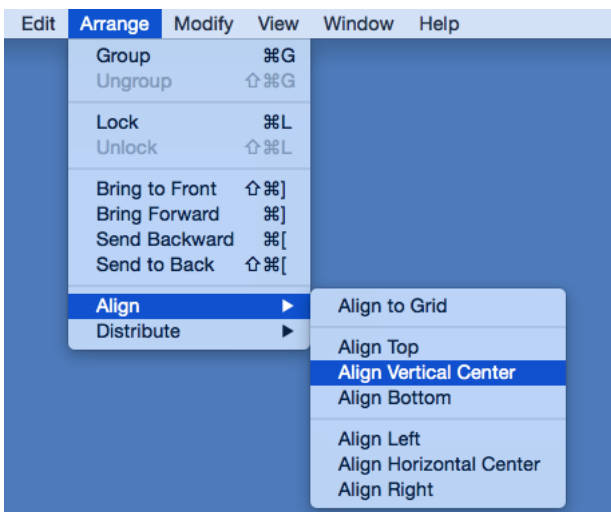 Edit Arrange Modify View Window Help
Group ⌘G
Ungroup ⇧⌘G
Lock ⌘L
Unlock ⇧⌘L
Bring to Front ⇧⌘]
Bring Forward ⌘]
Send Backward ⌘[
Send to Back ⇧⌘[
Align ▶
Distribute ▶
Align to Grid
Align Top
Align Vertical Center
Align Bottom
Align Left
Align Horizontal Center
Align Right